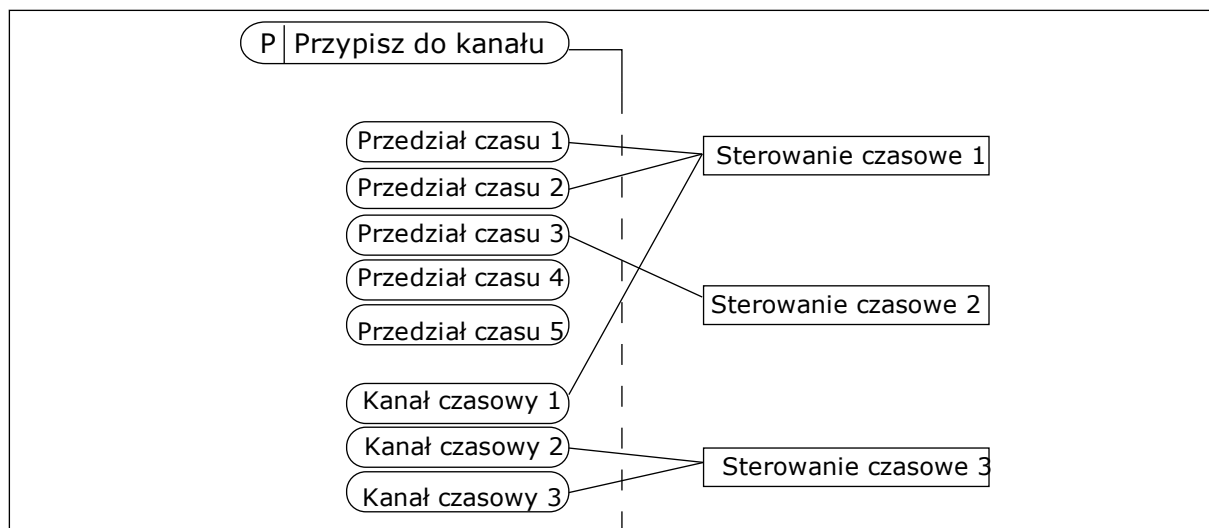 P Przypisz do kanału
Przedział czasu 1
Przedział czasu 2
Przedział czasu 3
Przedział czasu 4
Przedział czasu 5
Kanał czasowy 1
Kanał czasowy 2
Kanał czasowy 3
Sterowanie czasowe 1
Sterowanie czasowe 2
Sterowanie czasowe 3